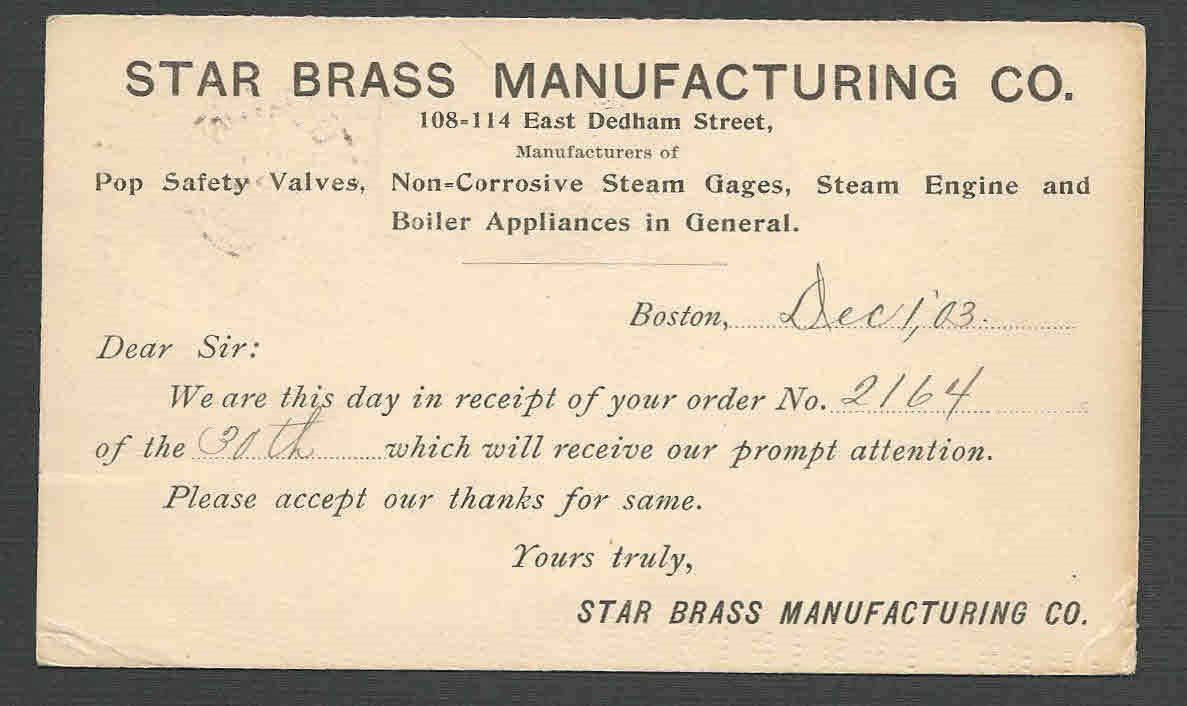 STAR BRASS MANUFACTURING CO.
108=114 East Dedham Street,
Manufacturers of
Pop Safety Valves, Non=Corrosive Steam Gages, Steam Engine and
Boiler Appliances in General.
Boston, Dec 1, '03.
Dear Sir:
We are this day in receipt of your order No. 2164
of the 30th which will receive our prompt attention.
Please accept our thanks for same.
Yours truly,
STAR BRASS MANUFACTURING CO.